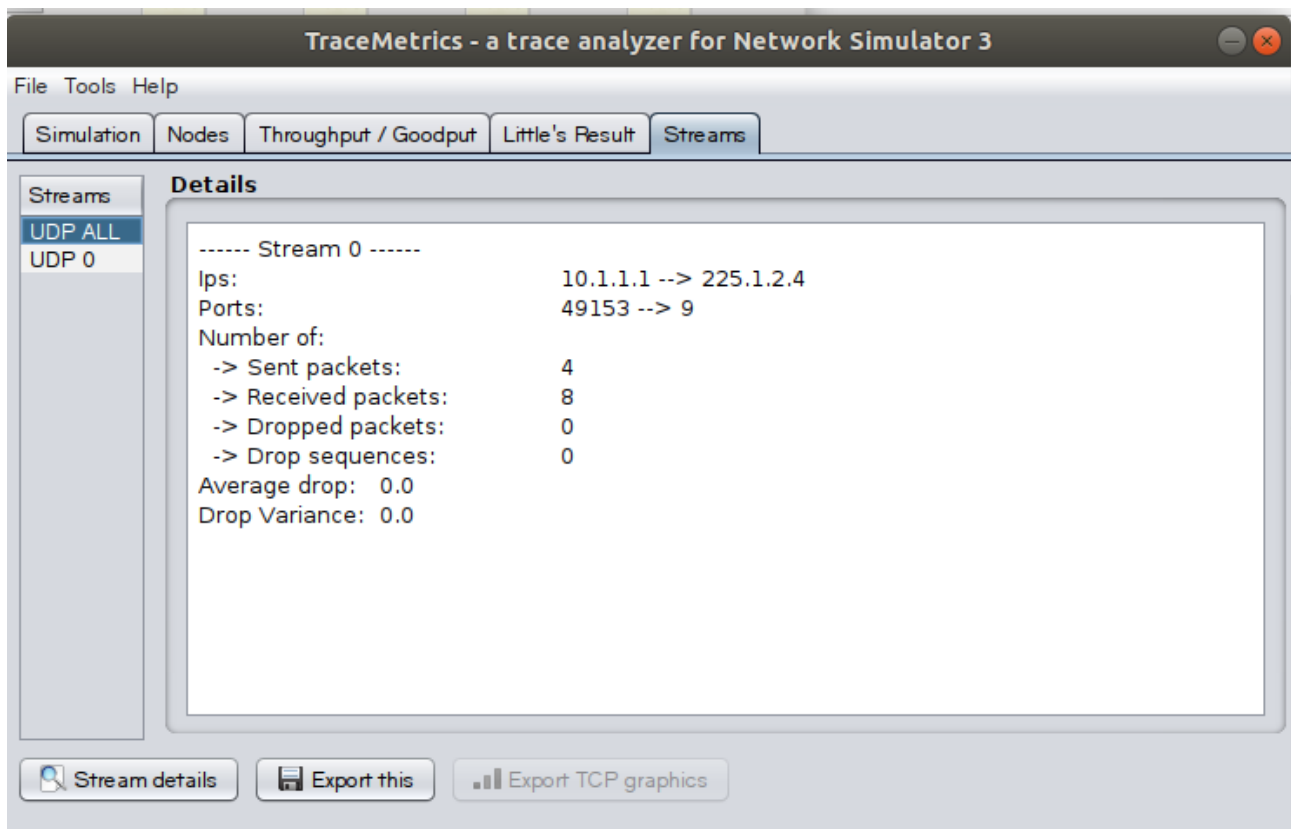 TraceMetrics - a trace analyzer for Network Simulator 3
File Tools Help
Simulation Nodes Throughput / Goodput Little's Result Streams
Streams
UDP ALL
UDP 0
Details
------ Stream 0 ------
Ips: 10.1.1.1 --> 225.1.2.4
Ports: 49153 --> 9
Number of:
-> Sent packets: 4
-> Received packets: 8
-> Dropped packets: 0
-> Drop sequences: 0
Average drop: 0.0
Drop Variance: 0.0
Stream details Export this Export TCP graphics